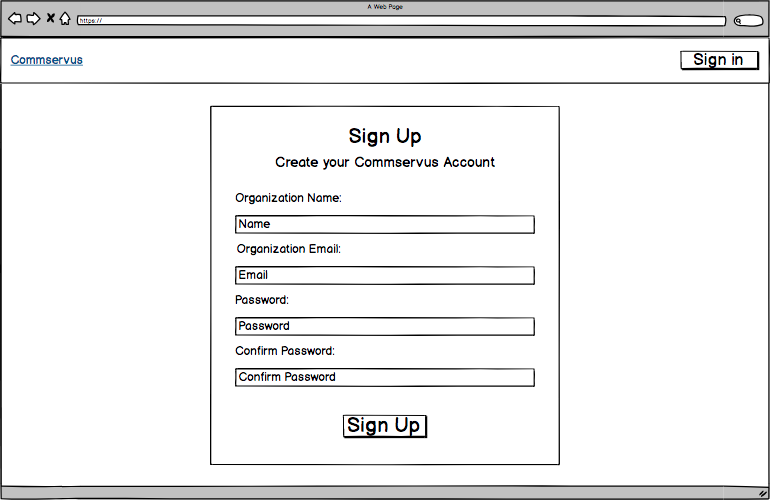 A Web Page
https://
Commservus
Sign in
Sign Up
Create your Commservus Account
Organization Name:
Name
Organization Email:
Email
Password:
Password
Confirm Password:
Confirm Password
Sign Up